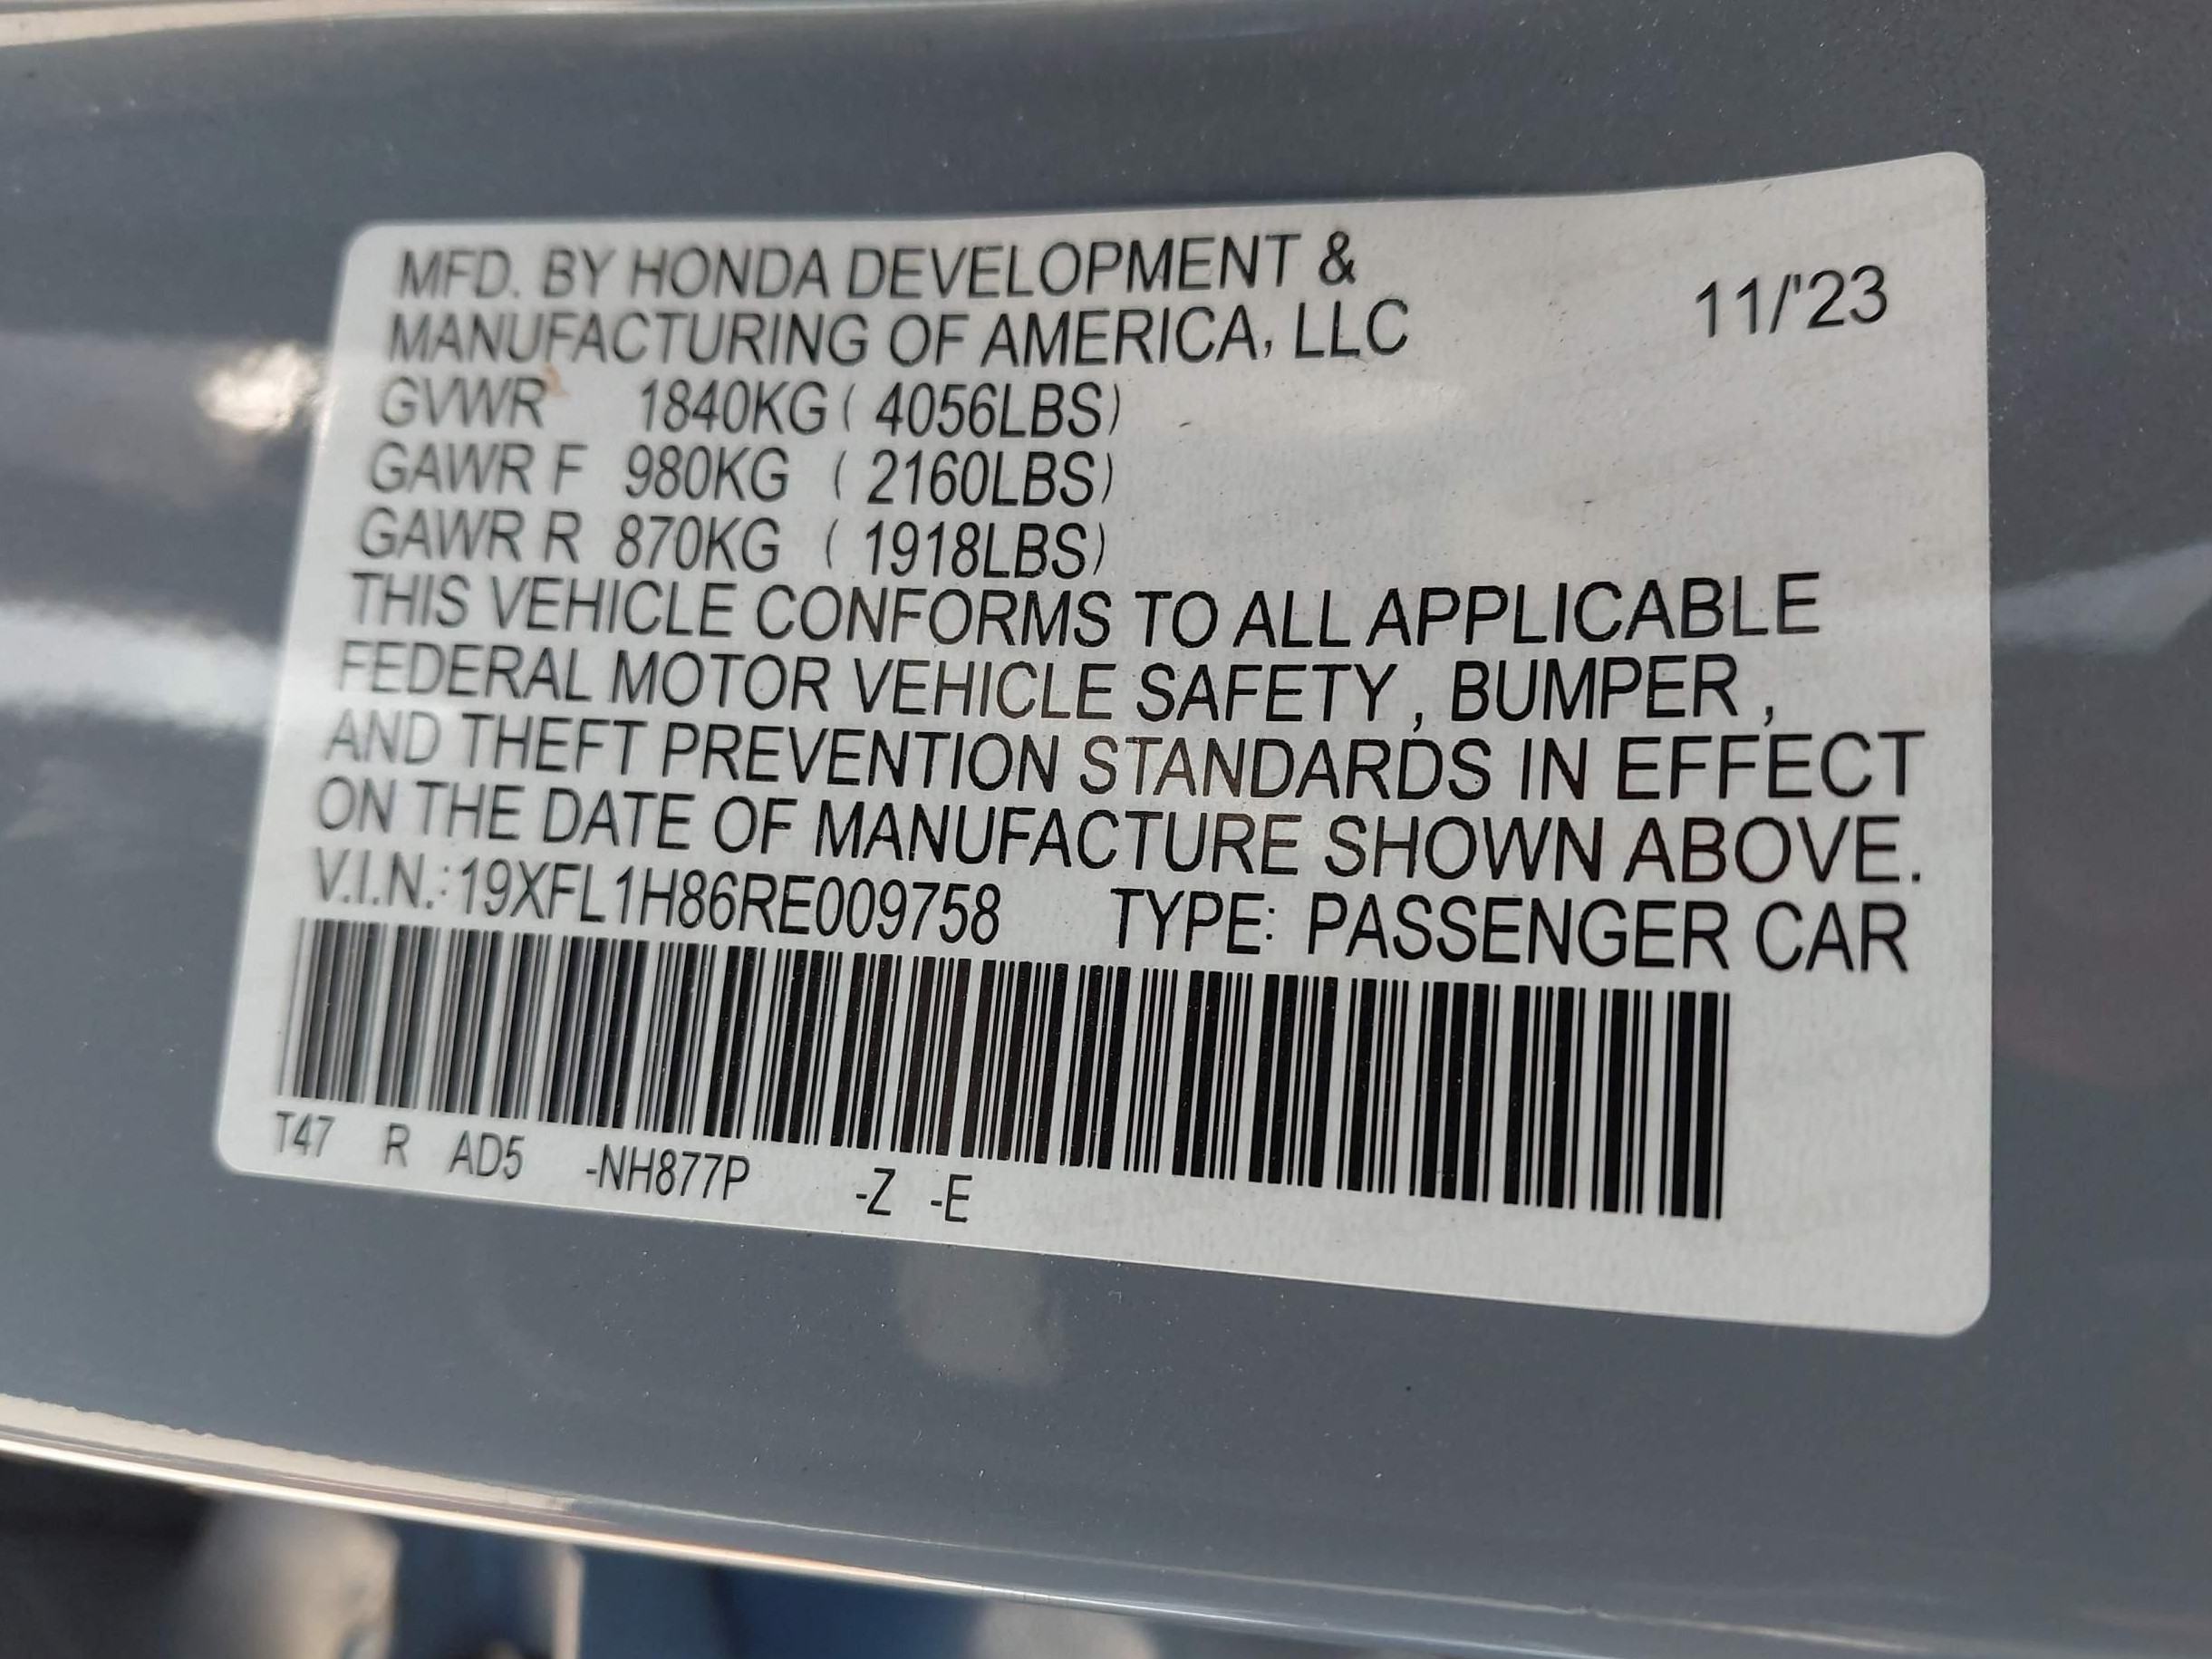 MFD. BY HONDA DEVELOPMENT &
MANUFACTURING OF AMERICA, LLC 11/'23
GVWR 1840KG ( 4056LBS)
GAWR F 980KG ( 2160LBS)
GAWR R 870KG ( 1918LBS)
THIS VEHICLE CONFORMS TO ALL APPLICABLE
FEDERAL MOTOR VEHICLE SAFETY , BUMPER ,
AND THEFT PREVENTION STANDARDS IN EFFECT
ON THE DATE OF MANUFACTURE SHOWN ABOVE.
V.I.N.: 19XFL1H86RE009758 TYPE: PASSENGER CAR
T47 R AD5 -NH877P -Z -E